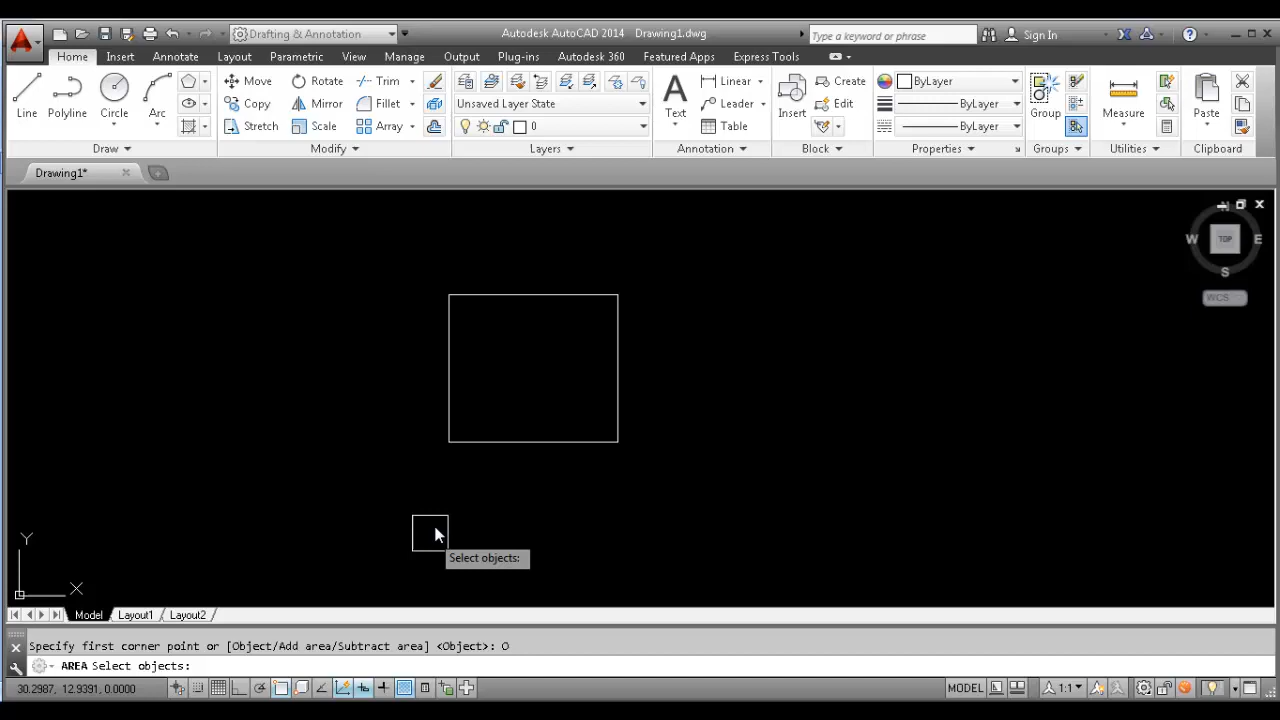 Drafting & Annotation Autodesk AutoCAD 2014 Drawing1.dwg Type a keyword or phrase Sign In
Home Insert Annotate Layout Parametric View Manage Output Plug-ins Autodesk 360 Featured Apps Express Tools
Line Polyline Circle Arc
Draw
Move Rotate Trim
Copy Mirror Fillet
Stretch Scale Array
Modify
Unsaved Layer State
0
Layers
Text
Linear
Leader
Table
Annotation
Insert
Create
Edit
Block
ByLayer
ByLayer
ByLayer
Properties
Group
Groups
Measure
Utilities
Paste
Clipboard
Drawing1*
N
W TOP E
S
WCS
Select objects:
Y
X
Model Layout1 Layout2
Specify first corner point or [Object/Add area/Subtract area] <Object>: O
AREA Select objects:
30.2987, 12.9391, 0.0000 MODEL 1:1